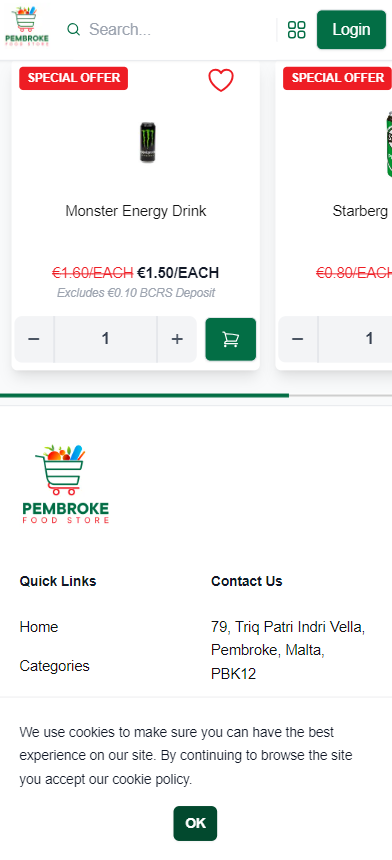 PEMBROKE
FOOD STORE
Search...
Login
SPECIAL OFFER
SPECIAL OFFER
Monster Energy Drink
Starberg
€1.60/EACH €1.50/EACH
€0.80/EACH
Excludes €0.10 BCRS Deposit
− 1 +
− 1
PEMBROKE
FOOD STORE
Quick Links
Contact Us
Home
79, Triq Patri Indri Vella,
Pembroke, Malta,
PBK12
Categories
We use cookies to make sure you can have the best
experience on our site. By continuing to browse the site
you accept our cookie policy.
OK